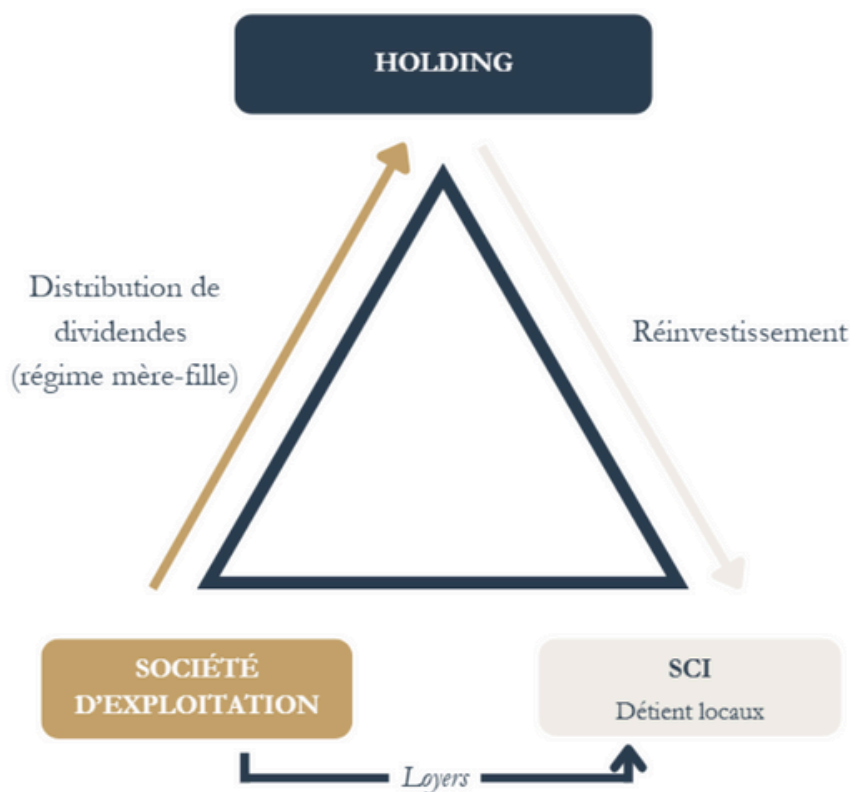 HOLDING
Distribution de
dividendes
(régime mère-fille)
Réinvestissement
SOCIÉTÉ
D'EXPLOITATION
SCI
Détient locaux
Loyers